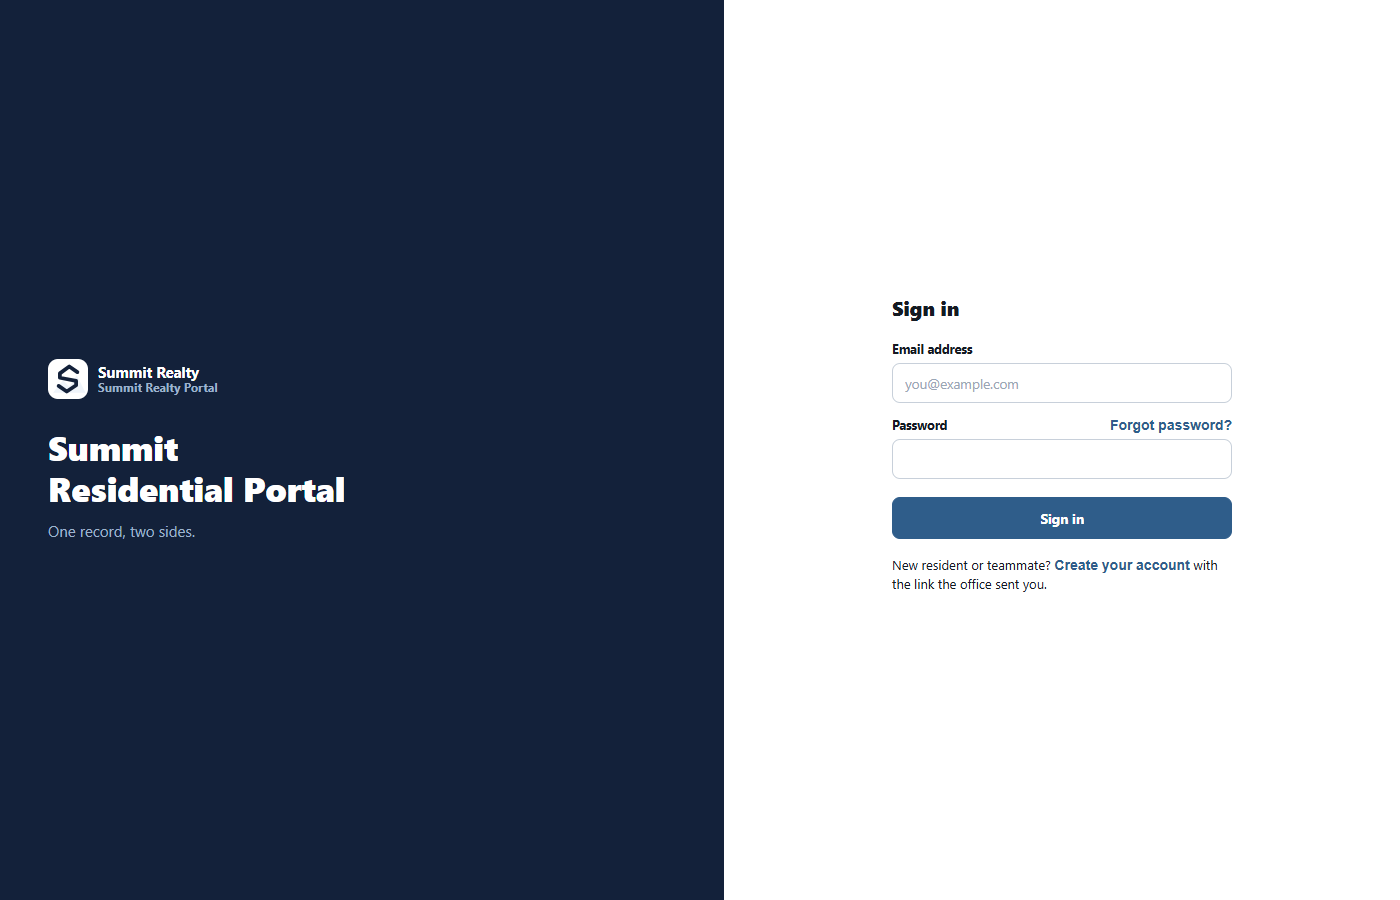 Summit Realty
Summit Realty Portal
Summit
Residential Portal
One record, two sides.
Sign in
Email address
you@example.com
Password Forgot password?
Sign in
New resident or teammate? Create your account with
the link the office sent you.